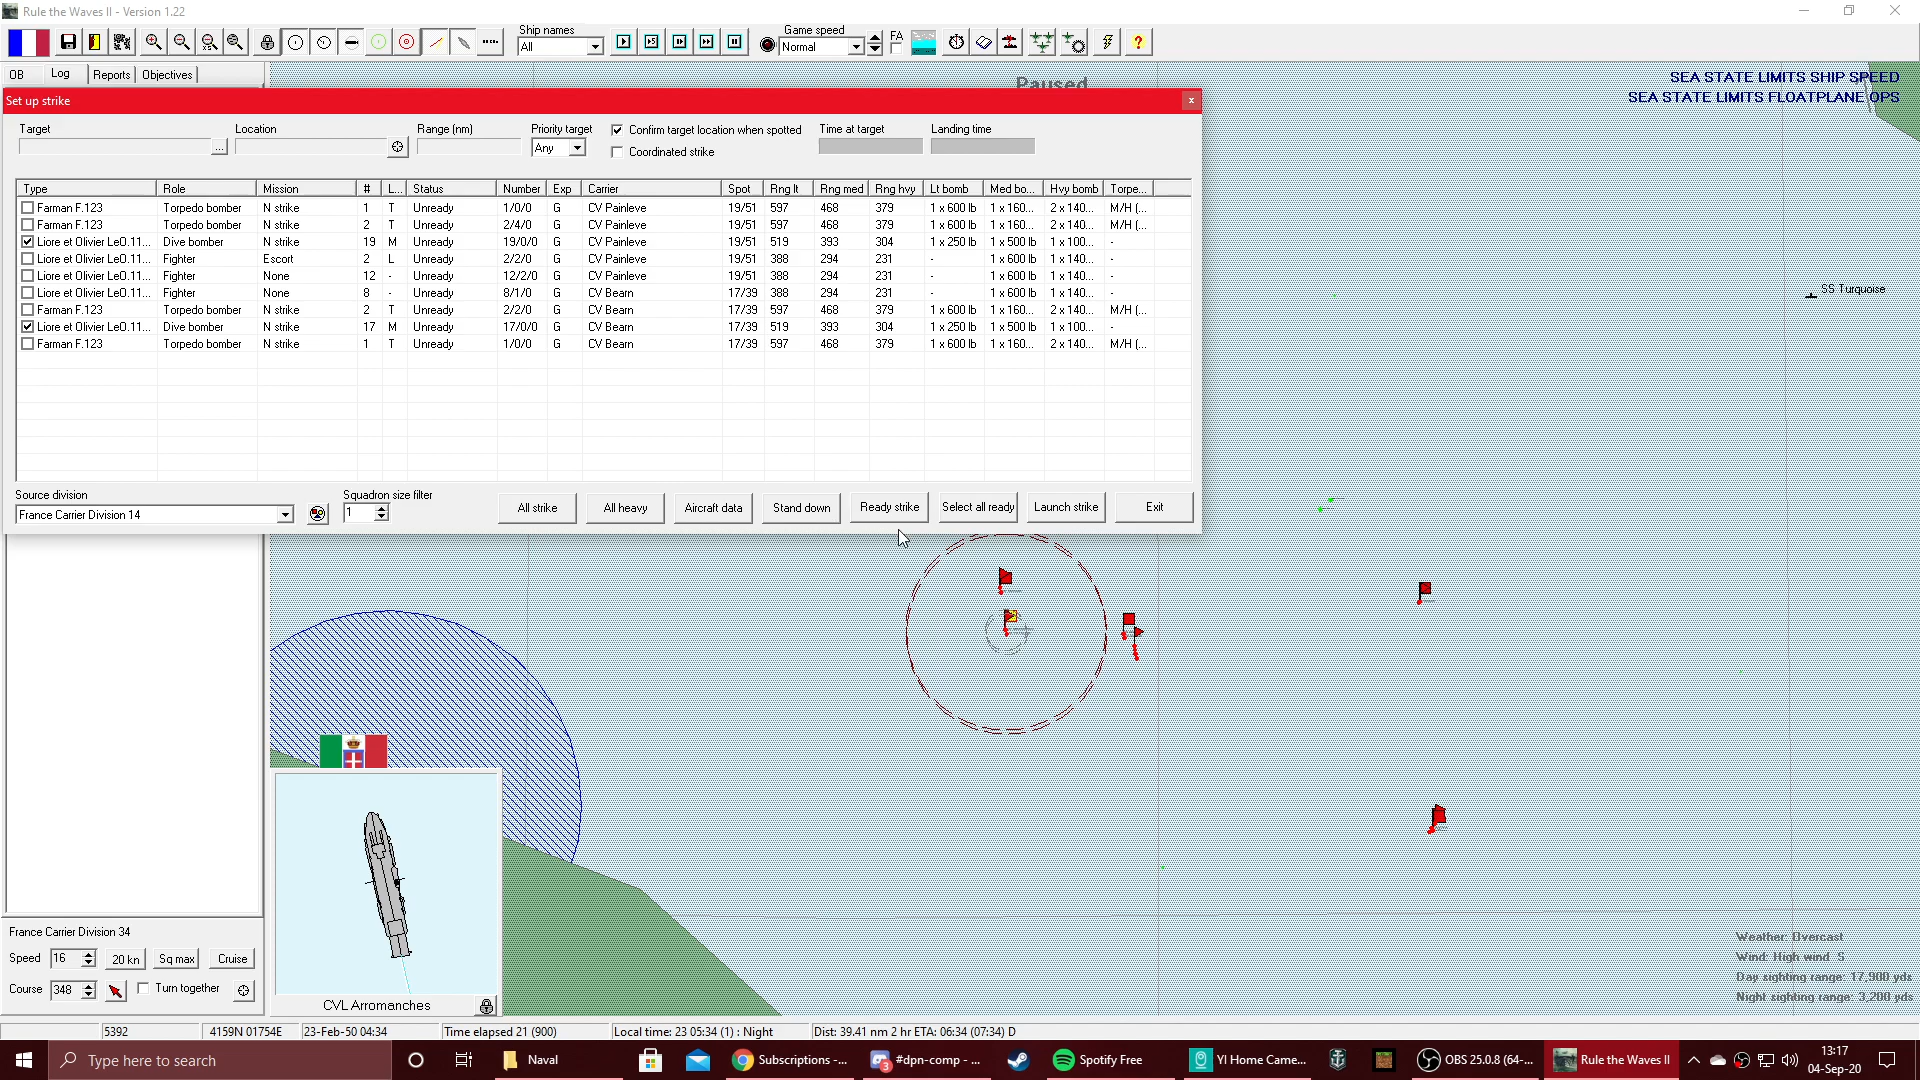 Rule the Waves II - Version 1.22
Ship names
All
Game speed
Normal
FA
OB
Log
Reports
Objectives
Paused
SEA STATE LIMITS SHIP SPEED
SEA STATE LIMITS FLOATPLANE OPS
Set up strike
Target
Location
Range (nm)
Priority target
Any
Confirm target location when spotted
Coordinated strike
Time at target
Landing time
...
Type Role Mission # L... Status Number Exp Carrier Spot Rng lt Rng med Rng hvy Lt bomb Med bo... Hvy bomb Torpe...
Farman F.123 Torpedo bomber N strike 1 T Unready 1/0/0 G CV Painleve 19/51 597 468 379 1 x 600 lb 1 x 160... 2 x 140... M/H (...
Farman F.123 Torpedo bomber N strike 2 T Unready 2/4/0 G CV Painleve 19/51 597 468 379 1 x 600 lb 1 x 160... 2 x 140... M/H (...
Liore et Olivier LeO.11... Dive bomber N strike 19 M Unready 19/0/0 G CV Painleve 19/51 519 393 304 1 x 250 lb 1 x 500 lb 1 x 100... -
Liore et Olivier LeO.11... Fighter Escort 2 L Unready 2/2/0 G CV Painleve 19/51 388 294 231 - 1 x 600 lb 1 x 140... -
Liore et Olivier LeO.11... Fighter None 12 - Unready 12/2/0 G CV Painleve 19/51 388 294 231 - 1 x 600 lb 1 x 140... -
Liore et Olivier LeO.11... Fighter None 8 - Unready 8/1/0 G CV Bearn 17/39 388 294 231 - 1 x 600 lb 1 x 140... -
Farman F.123 Torpedo bomber N strike 2 T Unready 2/2/0 G CV Bearn 17/39 597 468 379 1 x 600 lb 1 x 160... 2 x 140... M/H (...
Liore et Olivier LeO.11... Dive bomber N strike 17 M Unready 17/0/0 G CV Bearn 17/39 519 393 304 1 x 250 lb 1 x 500 lb 1 x 100... -
Farman F.123 Torpedo bomber N strike 1 T Unready 1/0/0 G CV Bearn 17/39 597 468 379 1 x 600 lb 1 x 160... 2 x 140... M/H (...
Source division
France Carrier Division 14
Squadron size filter
1
All strike
All heavy
Aircraft data
Stand down
Ready strike
Select all ready
Launch strike
Exit
SS Turquoise
CVL Arromanches
France Carrier Division 34
Speed 16 20 kn Sq max Cruise
Course 348 Turn together
Weather: Overcast
Wind: High wind S
Day sighting range: 17,900 yds
Night sighting range: 3,200 yds
5392 4159N 01754E 23-Feb-50 04:34 Time elapsed 21 (900) Local time: 23 05:34 (1) : Night Dist: 39.41 nm 2 hr ETA: 06:34 (07:34) D
Type here to search
Naval
Subscriptions -...
3
#dpn-comp - ...
Spotify Free
YI Home Came...
OBS 25.0.8 (64-...
Rule the Waves II
13:17
04-Sep-20